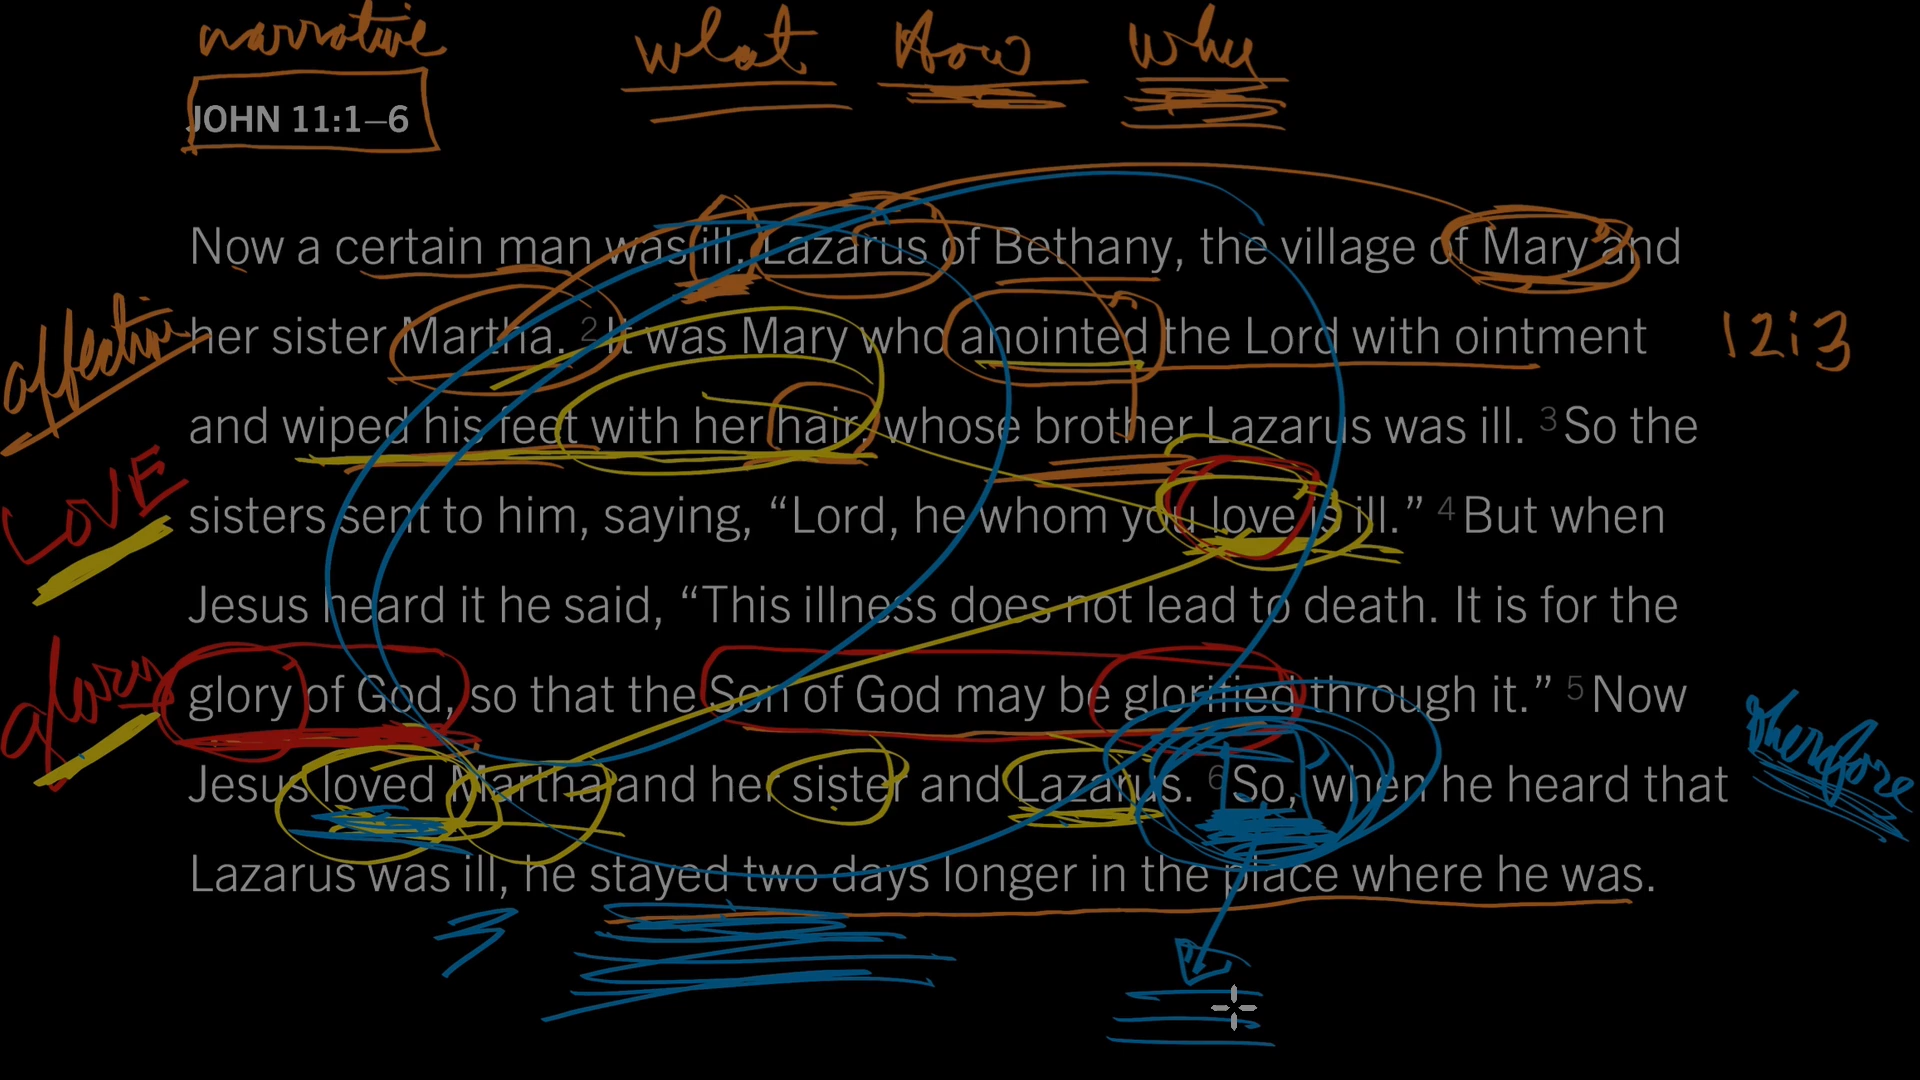 narrative what How why
JOHN 11:1–6
Now a certain man was ill, Lazarus of Bethany, the village of Mary and
her sister Martha. 2 It was Mary who anointed the Lord with ointment
12:3
affection
and wiped his feet with her hair, whose brother Lazarus was ill. 3 So the
LOVE
sisters sent to him, saying, “Lord, he whom you love is ill.” 4 But when
Jesus heard it he said, “This illness does not lead to death. It is for the
glory
glory of God, so that the Son of God may be glorified through it.” 5 Now
therefore
Jesus loved Martha and her sister and Lazarus. 6 So, when he heard that
Lazarus was ill, he stayed two days longer in the place where he was.